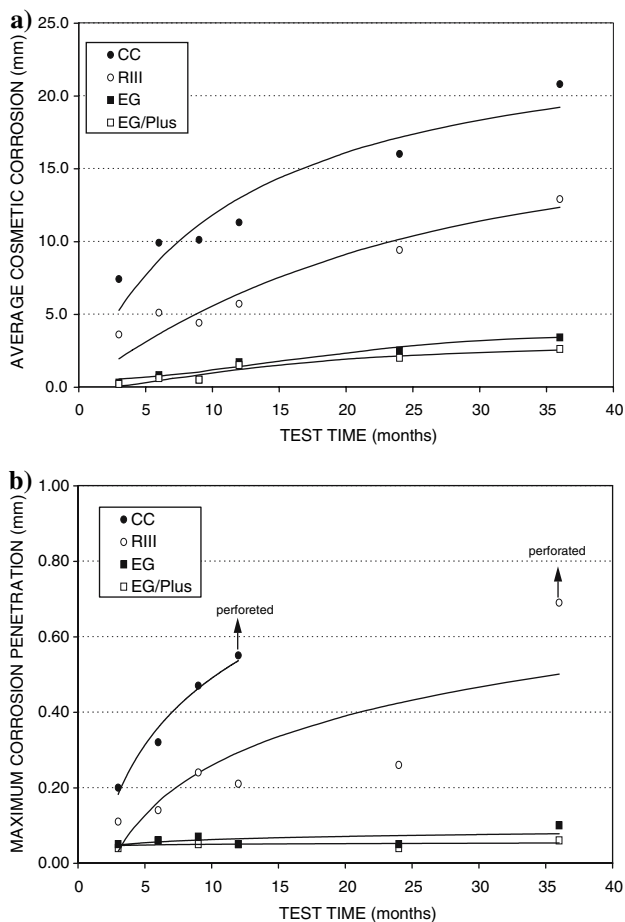 a)
25.0
20.0
15.0
10.0
5.0
0.0
AVERAGE COSMETIC CORROSION (mm)
CC
RIII
EG
EG/Plus
0 5 10 15 20 25 30 35 40
TEST TIME (months)
b)
1.00
0.80
0.60
0.40
0.20
0.00
MAXIMUM CORROSION PENETRATION (mm)
CC
RIII
EG
EG/Plus
perforeted
perforated
0 5 10 15 20 25 30 35 40
TEST TIME (months)